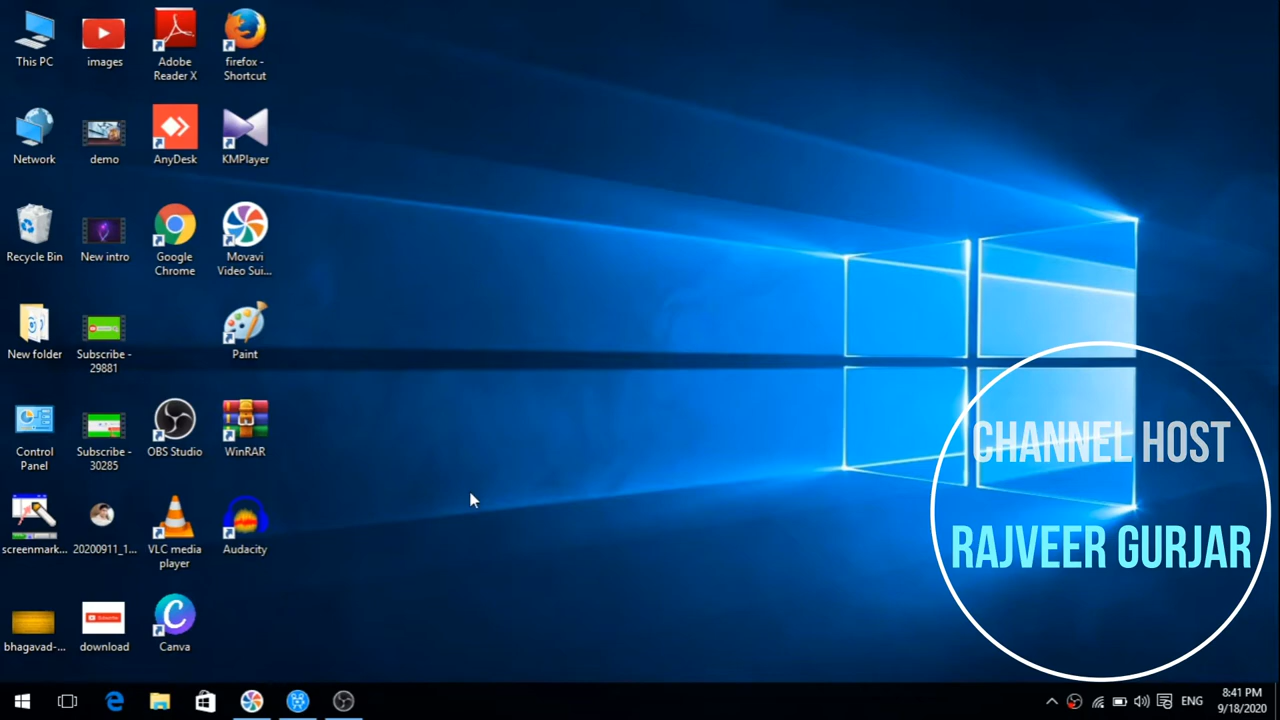 This PC
images
Adobe
Reader X
firefox -
Shortcut
Network
demo
AnyDesk
KMPlayer
Recycle Bin
New intro
Google
Chrome
Movavi
Video Sui...
New folder
Subscribe -
29881
Paint
Control
Panel
Subscribe -
30285
OBS Studio
WinRAR
screenmark...
20200911_1...
VLC media
player
Audacity
bhagavad-...
download
Canva
CHANNEL HOST
RAJVEER GURJAR
ENG
8:41 PM
9/18/2020